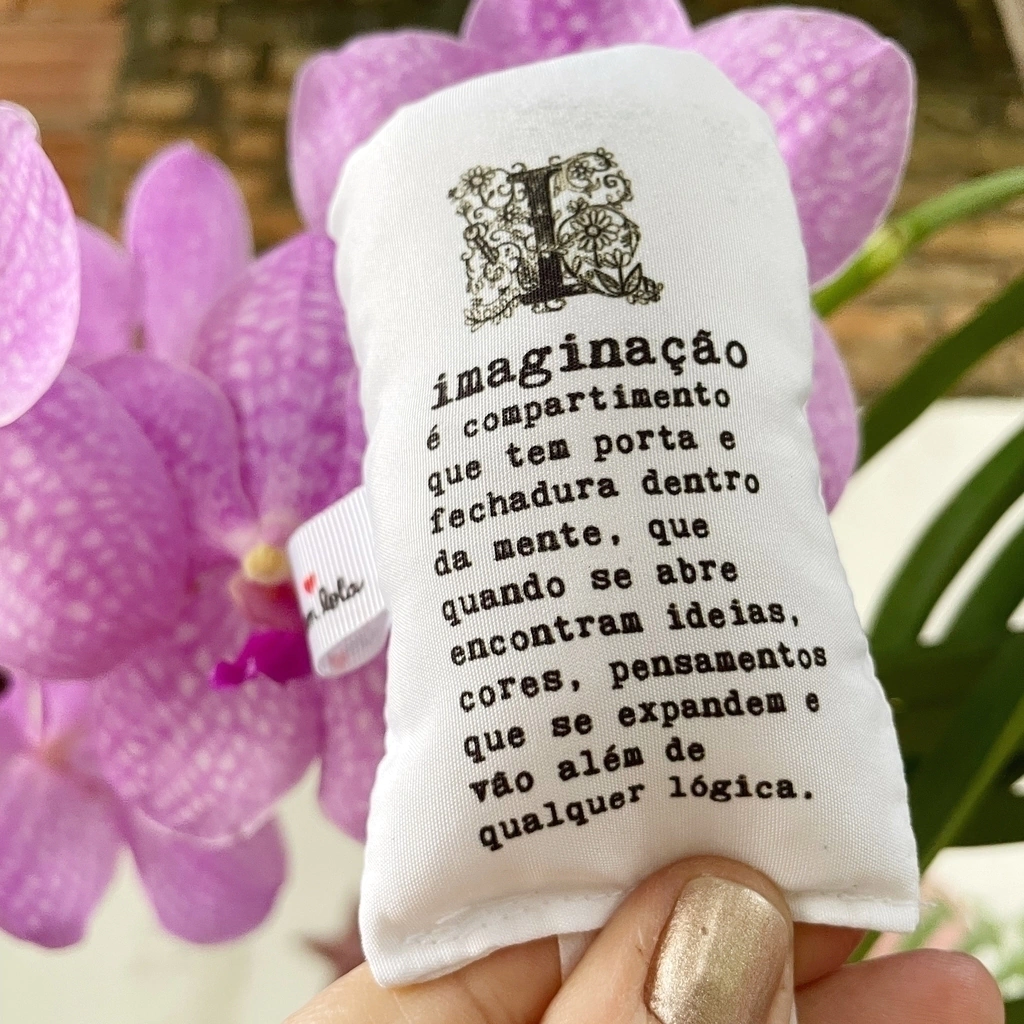 I
imaginação
é compartimento
que tem porta e
fechadura dentro
da mente, que
quando se abre
encontram ideias,
cores, pensamentos
que se expandem e
vão além de
qualquer lógica.
lola